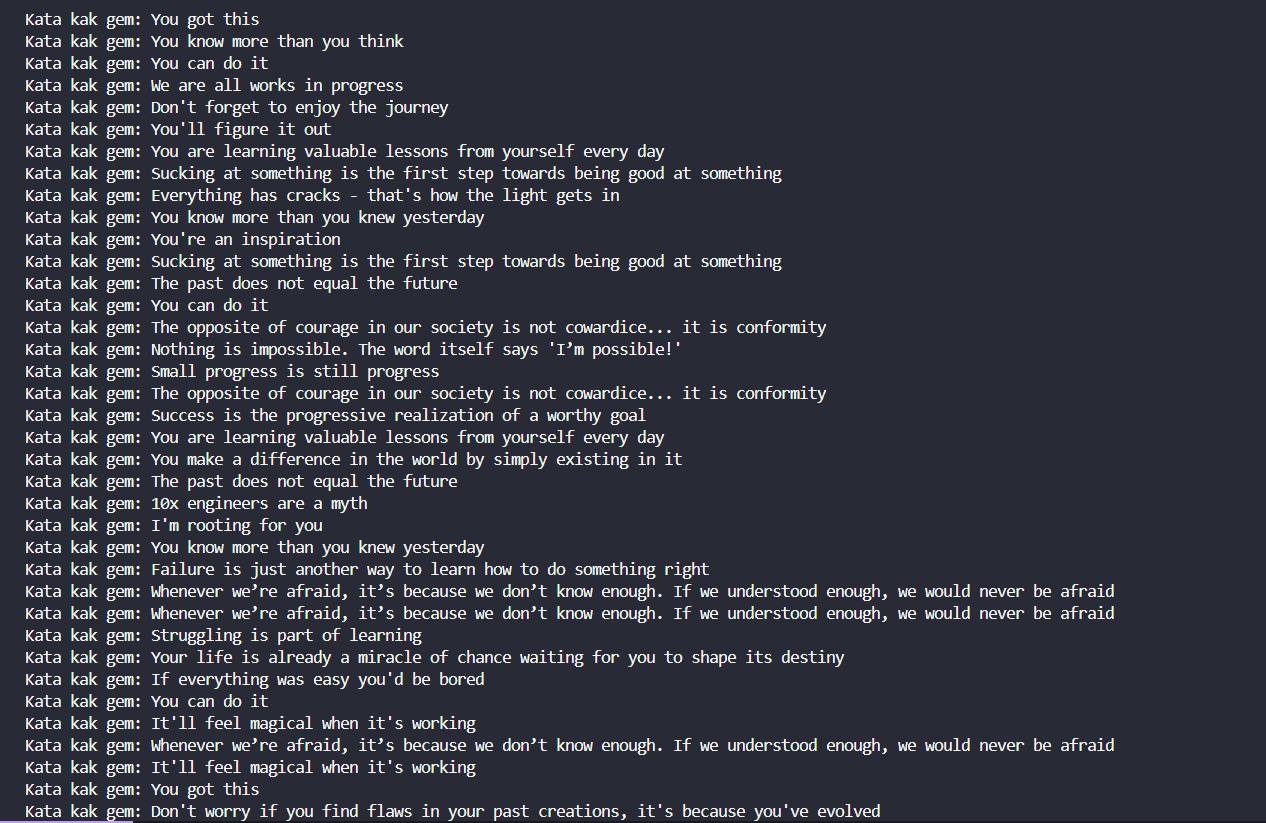 Kata kak gem: You got this
Kata kak gem: You know more than you think
Kata kak gem: You can do it
Kata kak gem: We are all works in progress
Kata kak gem: Don't forget to enjoy the journey
Kata kak gem: You'll figure it out
Kata kak gem: You are learning valuable lessons from yourself every day
Kata kak gem: Sucking at something is the first step towards being good at something
Kata kak gem: Everything has cracks - that's how the light gets in
Kata kak gem: You know more than you knew yesterday
Kata kak gem: You're an inspiration
Kata kak gem: Sucking at something is the first step towards being good at something
Kata kak gem: The past does not equal the future
Kata kak gem: You can do it
Kata kak gem: The opposite of courage in our society is not cowardice... it is conformity
Kata kak gem: Nothing is impossible. The word itself says 'I’m possible!'
Kata kak gem: Small progress is still progress
Kata kak gem: The opposite of courage in our society is not cowardice... it is conformity
Kata kak gem: Success is the progressive realization of a worthy goal
Kata kak gem: You are learning valuable lessons from yourself every day
Kata kak gem: You make a difference in the world by simply existing in it
Kata kak gem: The past does not equal the future
Kata kak gem: 10x engineers are a myth
Kata kak gem: I'm rooting for you
Kata kak gem: You know more than you knew yesterday
Kata kak gem: Failure is just another way to learn how to do something right
Kata kak gem: Whenever we’re afraid, it’s because we don’t know enough. If we understood enough, we would never be afraid
Kata kak gem: Whenever we’re afraid, it’s because we don’t know enough. If we understood enough, we would never be afraid
Kata kak gem: Struggling is part of learning
Kata kak gem: Your life is already a miracle of chance waiting for you to shape its destiny
Kata kak gem: If everything was easy you'd be bored
Kata kak gem: You can do it
Kata kak gem: It'll feel magical when it's working
Kata kak gem: Whenever we’re afraid, it’s because we don’t know enough. If we understood enough, we would never be afraid
Kata kak gem: It'll feel magical when it's working
Kata kak gem: You got this
Kata kak gem: Don't worry if you find flaws in your past creations, it's because you've evolved